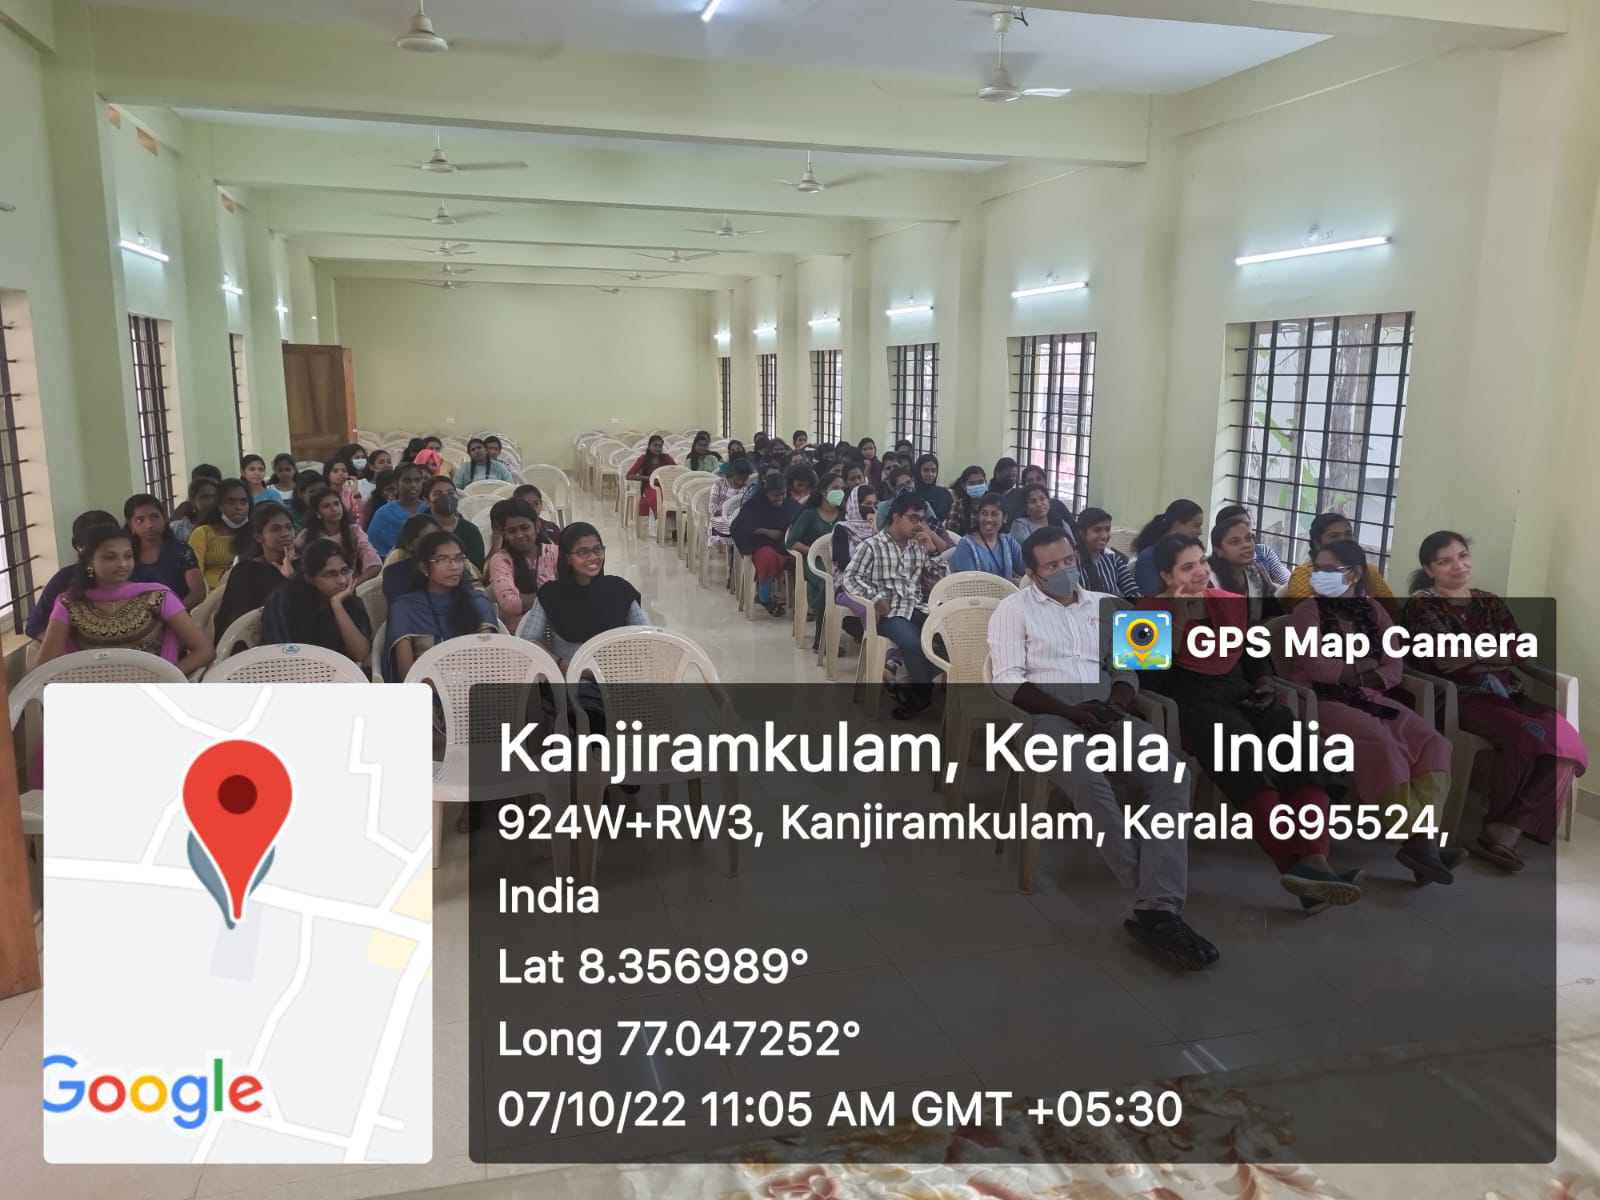 GPS Map Camera
Kanjiramkulam, Kerala, India
924W+RW3, Kanjiramkulam, Kerala 695524,
India
Lat 8.356989°
Long 77.047252°
07/10/22 11:05 AM GMT +05:30
Google